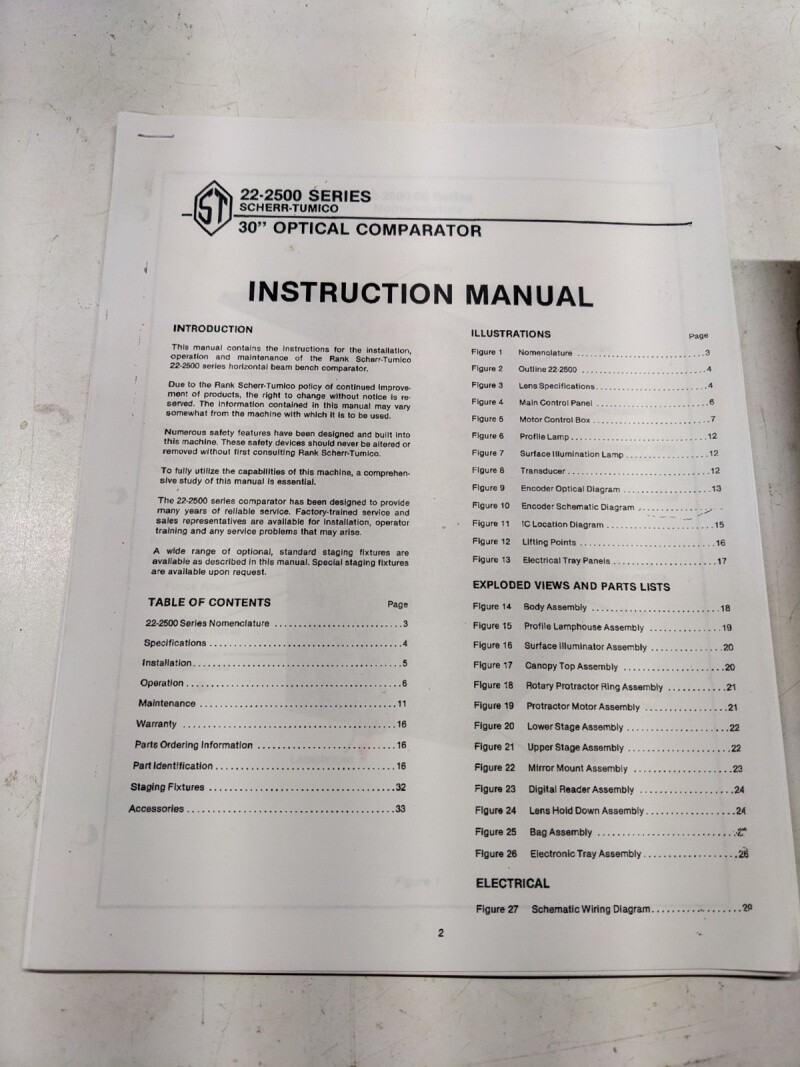 ST
22-2500 SERIES
SCHERR-TUMICO
30" OPTICAL COMPARATOR
INSTRUCTION MANUAL
INTRODUCTION
This manual contains the instructions for the installation,
operation and maintenance of the Rank Scherr-Tumico
22-2500 series horizontal beam bench comparator.
Due to the Rank Scherr-Tumico policy of continued improve-
ment of products, the right to change without notice is re-
served. The information contained in this manual may vary
somewhat from the machine with which it is to be used.
Numerous safety features have been designed and built into
this machine. These safety devices should never be altered or
removed without first consulting Rank Scherr-Tumico.
To fully utilize the capabilities of this machine, a comprehen-
sive study of this manual is essential.
The 22-2500 series comparator has been designed to provide
many years of reliable service. Factory-trained service and
sales representatives are available for installation, operator
training and any service problems that may arise.
A wide range of optional, standard staging fixtures are
available as described in this manual. Special staging fixtures
are available upon request.
TABLE OF CONTENTS Page
22-2500 Series Nomenclature ..........................3
Specifications ........................................4
Installation...........................................5
Operation ............................................6
Maintenance ........................................11
Warranty ............................................16
Parts Ordering Information ............................16
Part Identification ....................................16
Staging Fixtures ......................................32
Accessories ..........................................33
ILLUSTRATIONS Page
Figure 1 Nomenclature ..........................3
Figure 2 Outline 22-2500 .........................4
Figure 3 Lens Specifications.......................4
Figure 4 Main Control Panel .......................6
Figure 5 Motor Control Box ........................7
Figure 6 Profile Lamp ............................12
Figure 7 Surface Illumination Lamp .................12
Figure 8 Transducer .............................12
Figure 9 Encoder Optical Diagram ..................13
Figure 10 Encoder Schematic Diagram ...............
Figure 11 IC Location Diagram ......................15
Figure 12 Lifting Points ............................16
Figure 13 Electrical Tray Panels .....................17
EXPLODED VIEWS AND PARTS LISTS
Figure 14 Body Assembly ..........................18
Figure 15 Profile Lamphouse Assembly ...............19
Figure 16 Surface Illuminator Assembly ...............20
Figure 17 Canopy Top Assembly ....................20
Figure 18 Rotary Protractor Ring Assembly ............21
Figure 19 Protractor Motor Assembly .................21
Figure 20 Lower Stage Assembly ....................22
Figure 21 Upper Stage Assembly ....................22
Figure 22 Mirror Mount Assembly ...................23
Figure 23 Digital Reader Assembly ..................24
Figure 24 Lens Hold Down Assembly.................24
Figure 25 Bag Assembly ...........................
Figure 26 Electronic Tray Assembly..................26
ELECTRICAL
Figure 27 Schematic Wiring Diagram.................
2